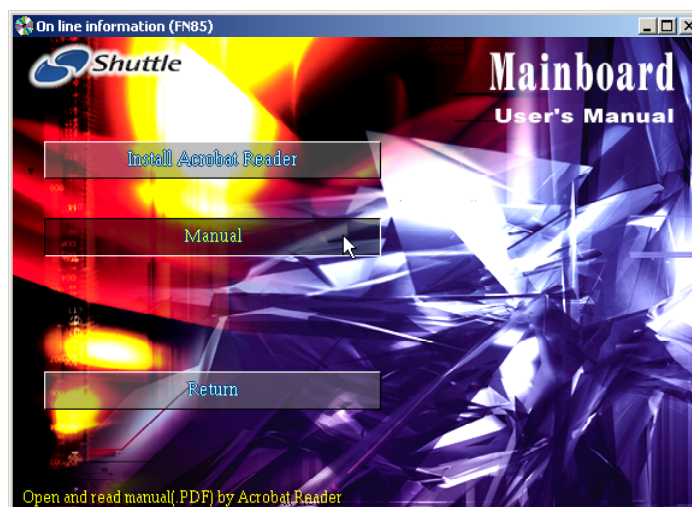 On line information (FN85)
Shuttle
Mainboard
User's Manual
Install Acrobat Reader
Manual
Return
Open and read manual(.PDF) by Acrobat Reader